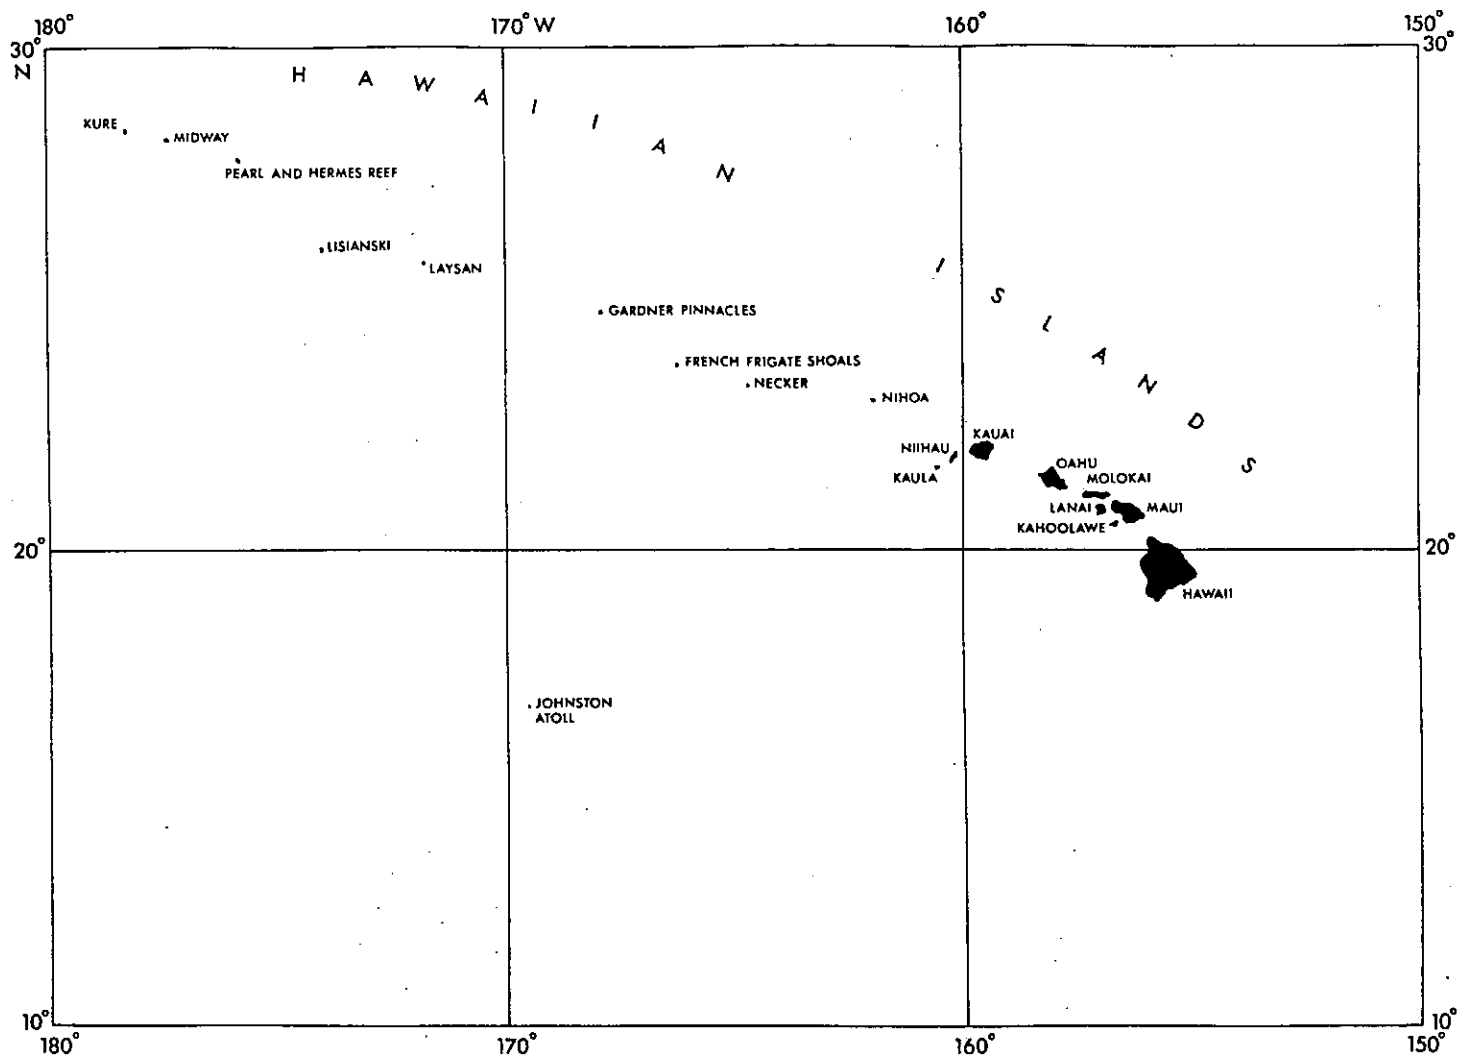 180° 170° W 160° 150°
30° 30°
N
H A W A I I A N
KURE
MIDWAY
PEARL AND HERMES REEF
LISIANSKI
LAYSAN
I S L A N D S
GARDNER PINNACLES
FRENCH FRIGATE SHOALS
NECKER
NIHOA
KAUAI
NIIHAU
KAULA
OAHU
MOLOKAI
LANAI
MAUI
KAHOOLAWE
20° 20°
HAWAII
JOHNSTON
ATOLL
10° 10°
180° 170° 160° 150°